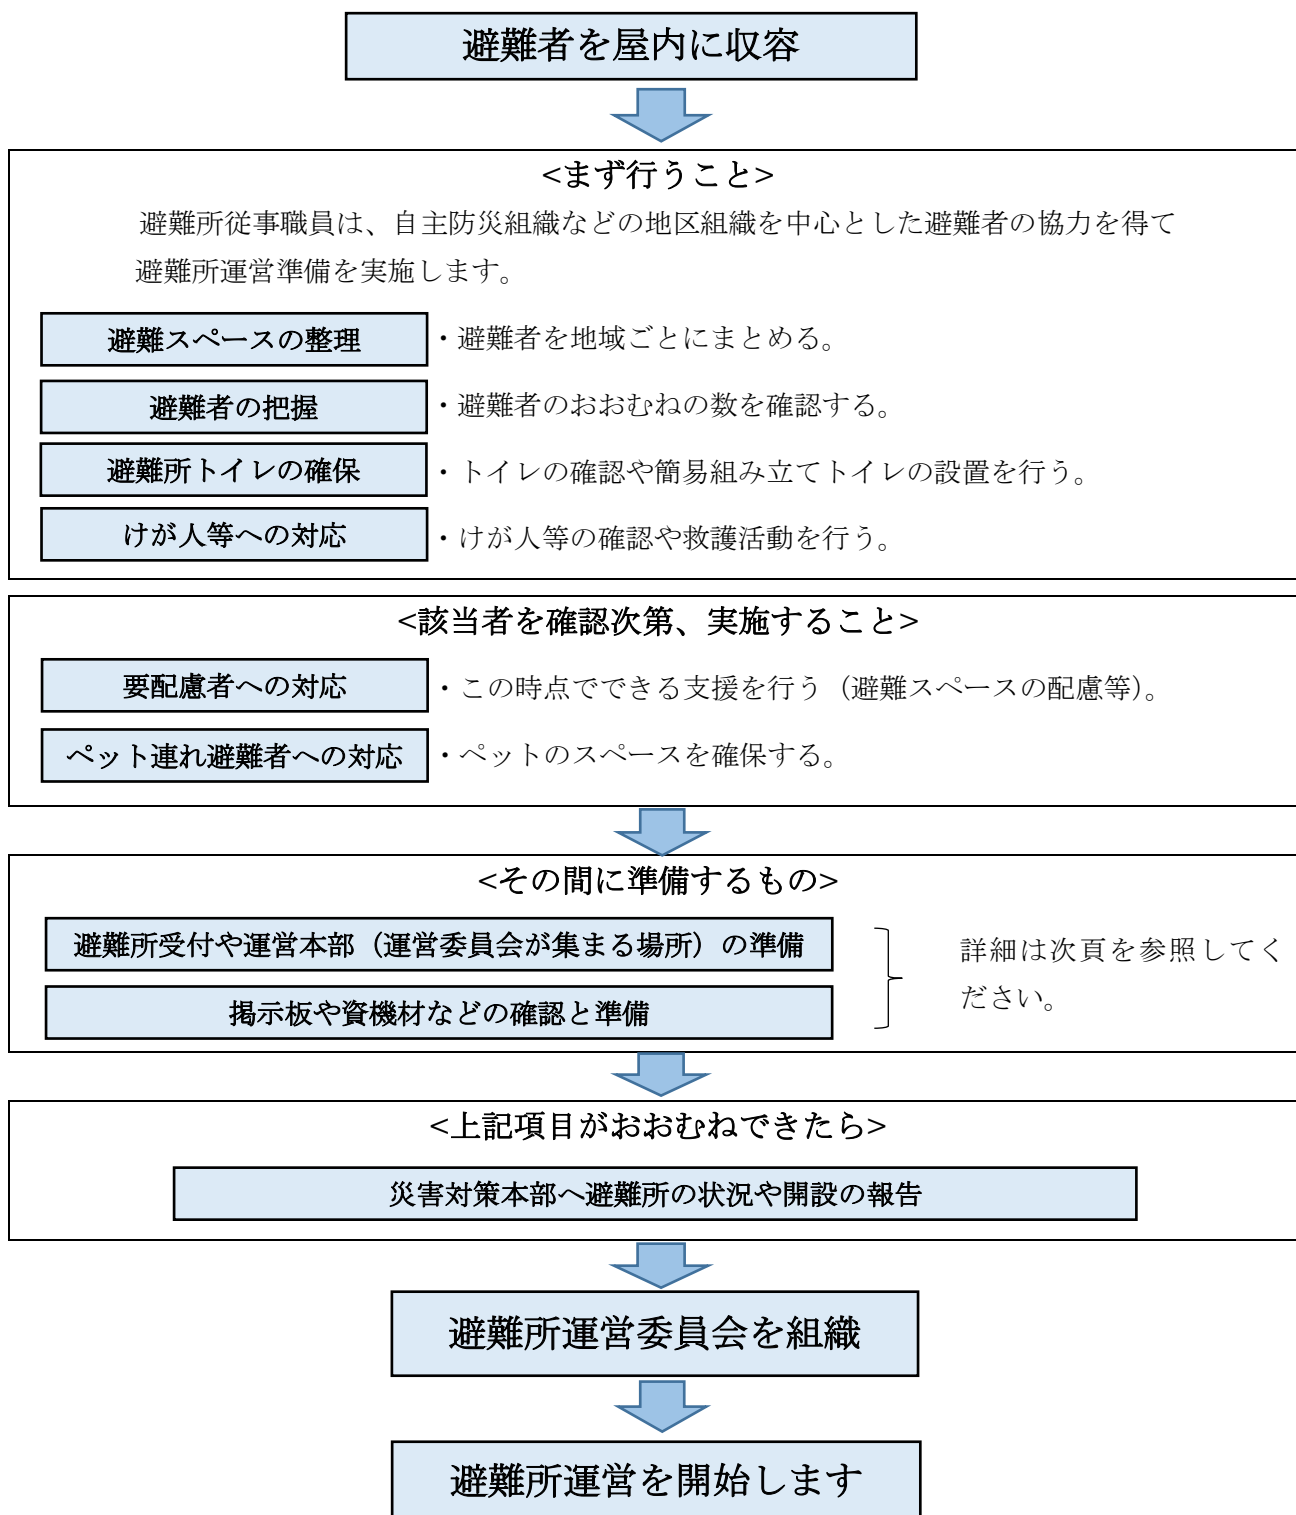 避難者を屋内に収容
<まず行うこと>
避難所従事職員は、自主防災組織などの地区組織を中心とした避難者の協力を得て
避難所運営準備を実施します。
避難スペースの整理
・避難者を地域ごとにまとめる。
避難者の把握
・避難者のおおむねの数を確認する。
避難所トイレの確保
・トイレの確認や簡易組み立てトイレの設置を行う。
けが人等への対応
・けが人等の確認や救護活動を行う。
<該当者を確認次第、実施すること>
要配慮者への対応
・この時点でできる支援を行う（避難スペースの配慮等）。
ペット連れ避難者への対応
・ペットのスペースを確保する。
<その間に準備するもの>
避難所受付や運営本部（運営委員会が集まる場所）の準備
掲示板や資機材などの確認と準備
詳細は次頁を参照してく
ださい。
<上記項目がおおむねできたら>
災害対策本部へ避難所の状況や開設の報告
避難所運営委員会を組織
避難所運営を開始します